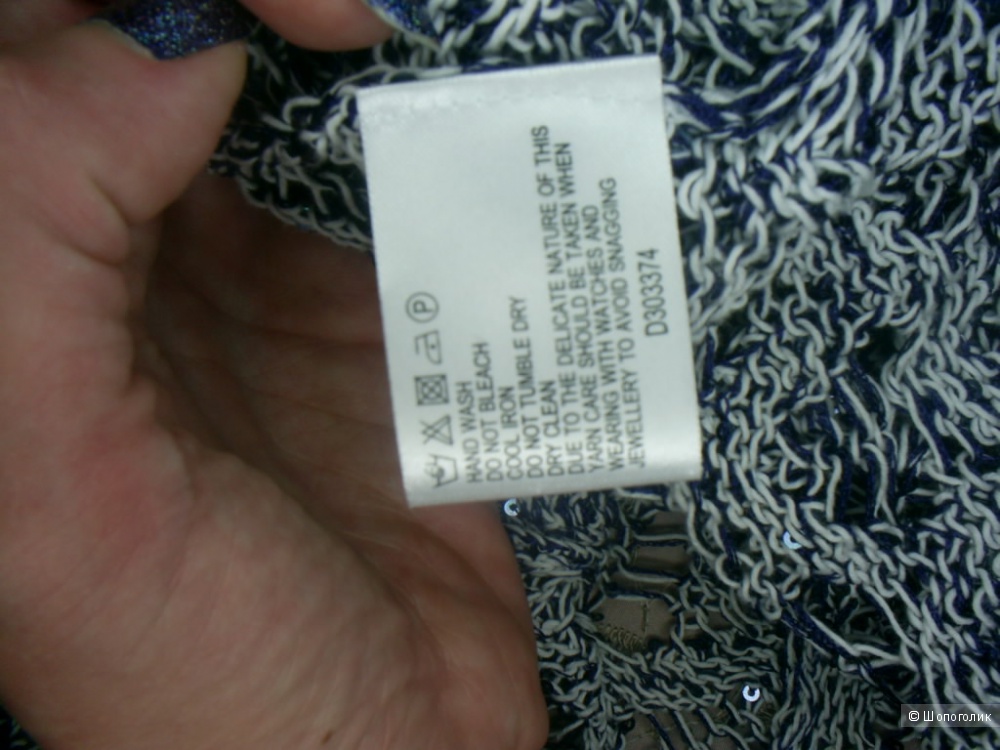 P
HAND WASH
DO NOT BLEACH
COOL IRON
DO NOT TUMBLE DRY
DRY CLEAN
DUE TO THE DELICATE NATURE OF THIS
YARN CARE SHOULD BE TAKEN WHEN
WEARING WITH WATCHES AND
JEWELLERY TO AVOID SNAGGING
D303374
© Шопоголик